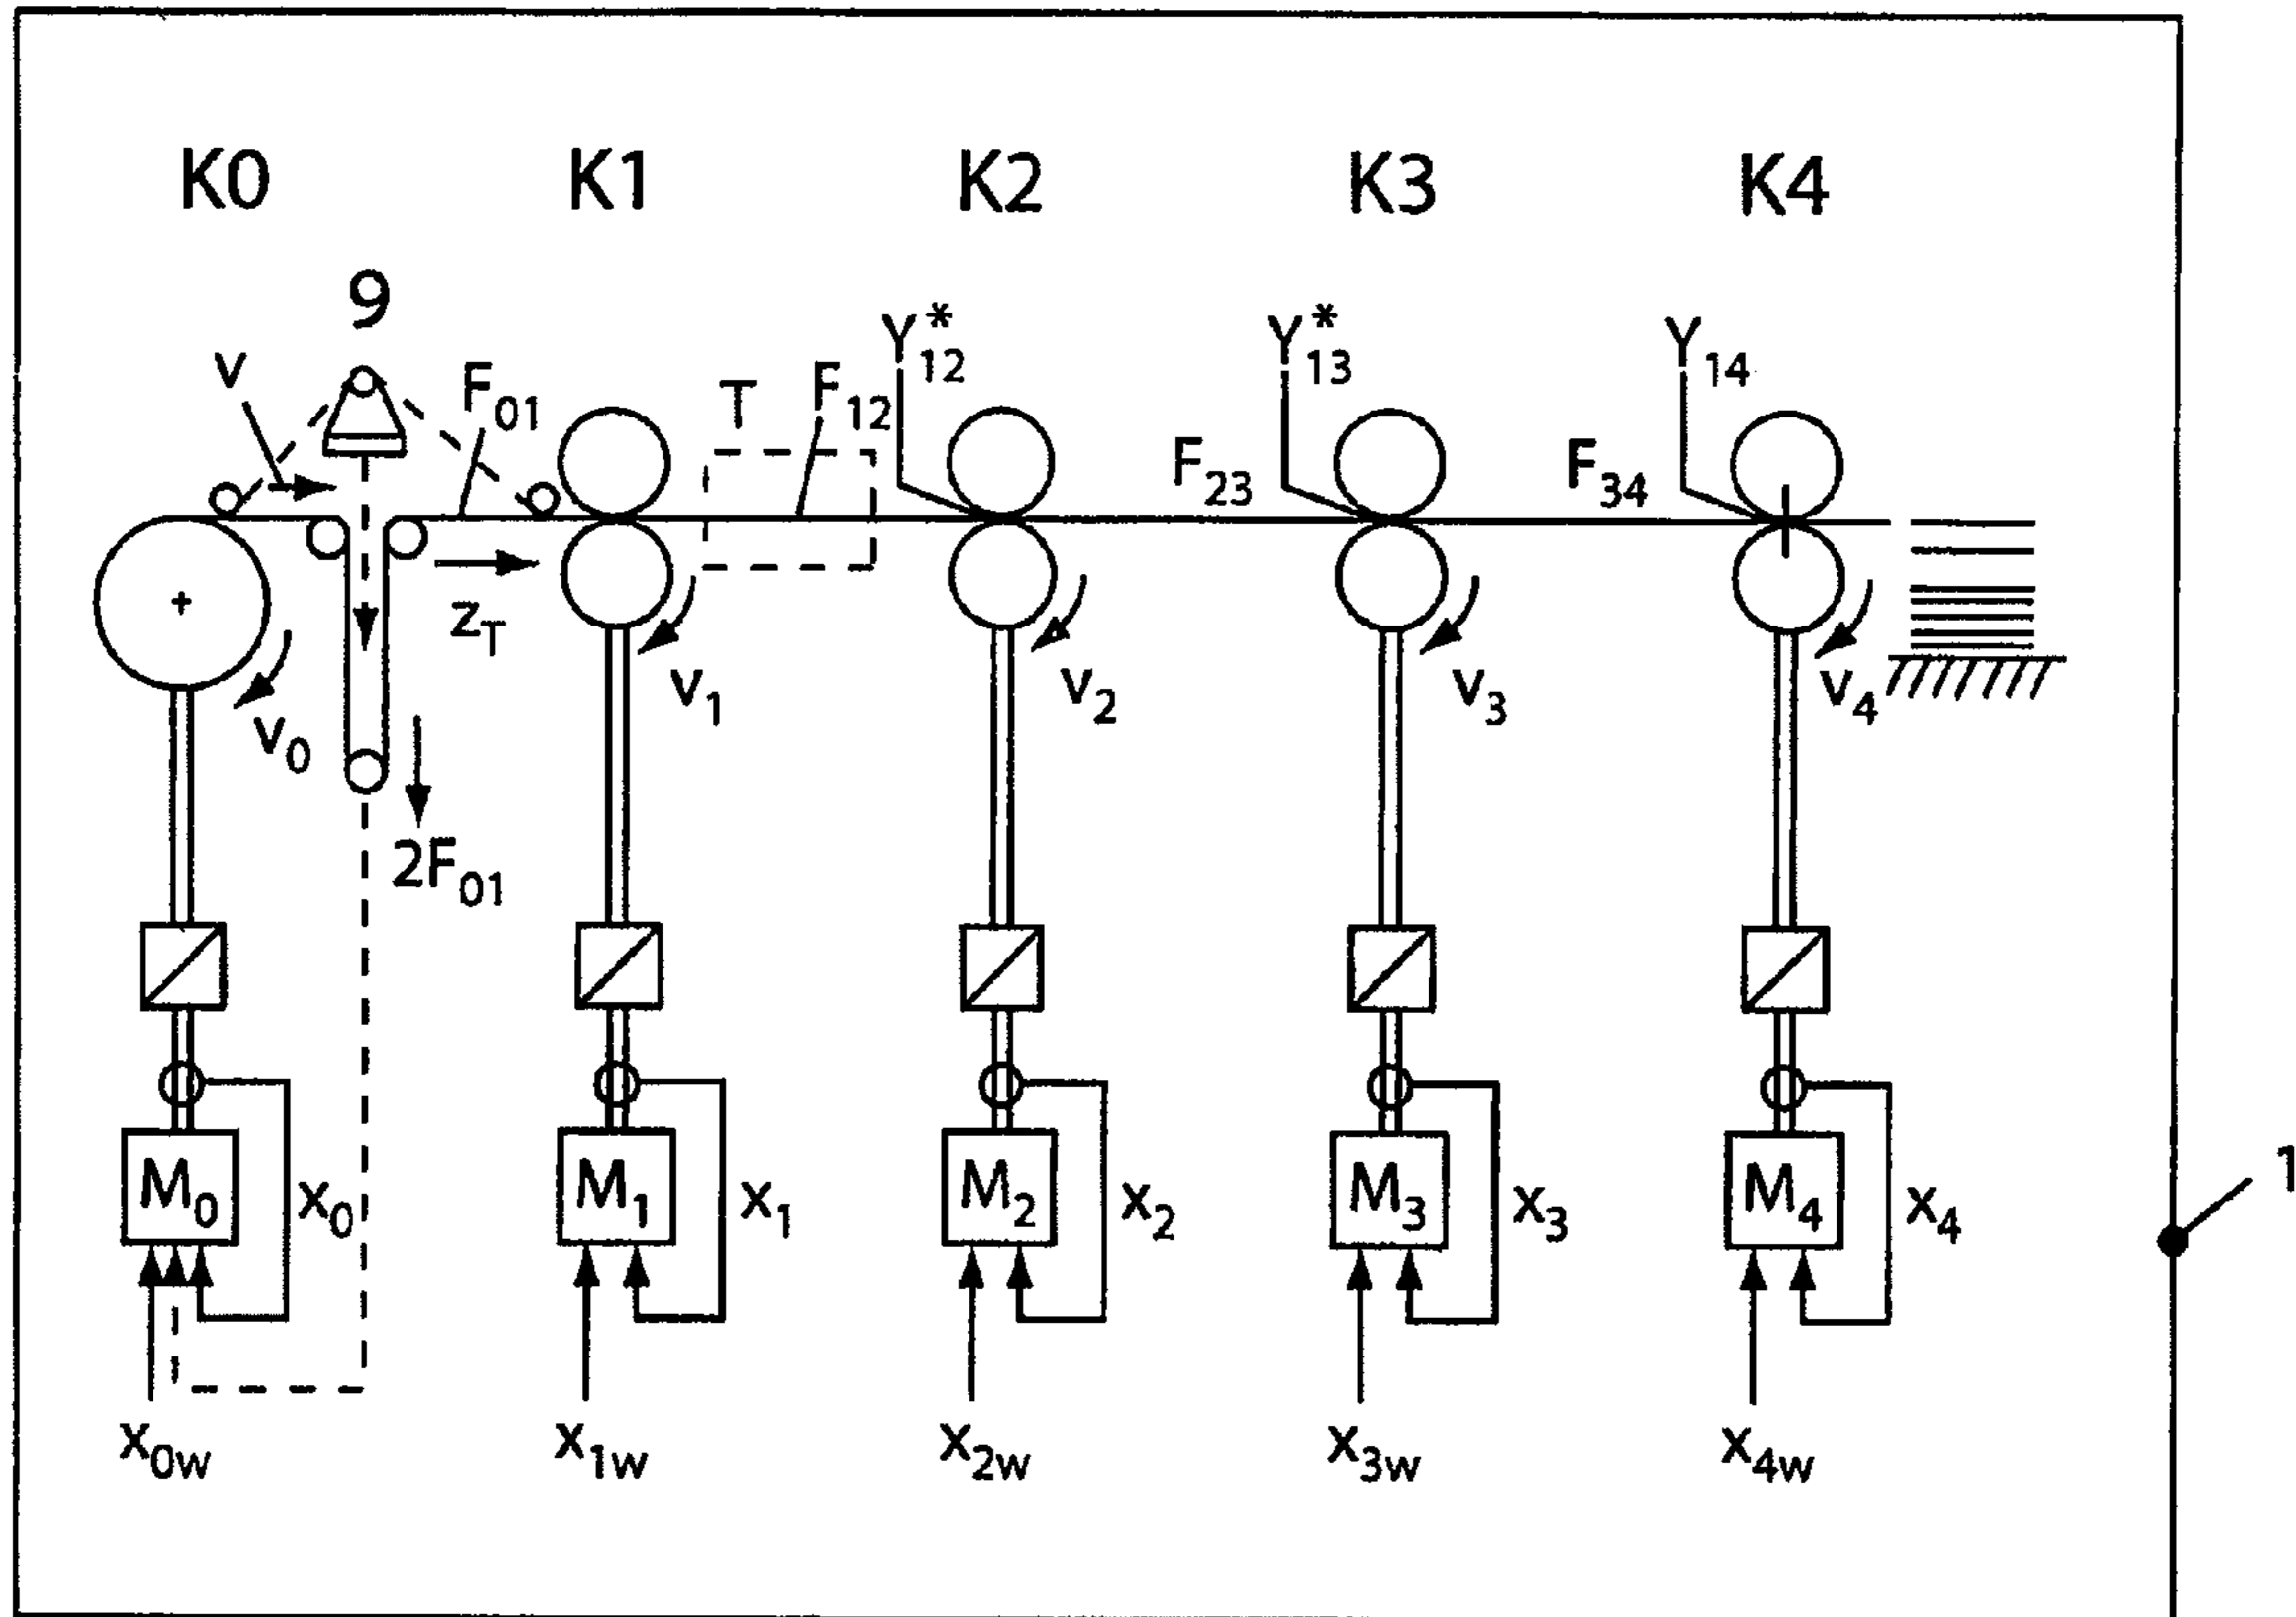 K0 K1 K2 K3 K4
9
v F₀₁ T F₁₂ Y*₁₂ F₂₃ Y*₁₃ F₃₄ Y₁₄
z_T
v₀ v₁ v₂ v₃ v₄
2F₀₁
M₀ x₀ M₁ x₁ M₂ x₂ M₃ x₃ M₄ x₄
1
x₀w x₁w x₂w x₃w x₄w